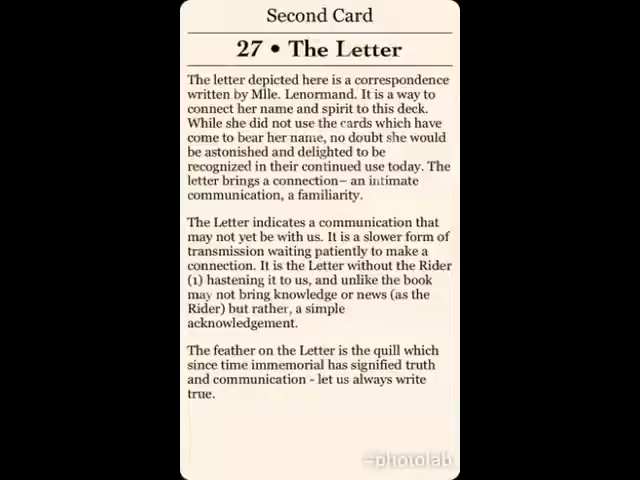 Second Card
27 • The Letter
The letter depicted here is a correspondence
written by Mlle. Lenormand. It is a way to
connect her name and spirit to this deck.
While she did not use the cards which have
come to bear her name, no doubt she would
be astonished and delighted to be
recognized in their continued use today. The
letter brings a connection– an intimate
communication, a familiarity.
The Letter indicates a communication that
may not yet be with us. It is a slower form of
transmission waiting patiently to make a
connection. It is the Letter without the Rider
(1) hastening it to us, and unlike the book
may not bring knowledge or news (as the
Rider) but rather, a simple
acknowledgement.
The feather on the Letter is the quill which
since time immemorial has signified truth
and communication - let us always write
true.
photolab